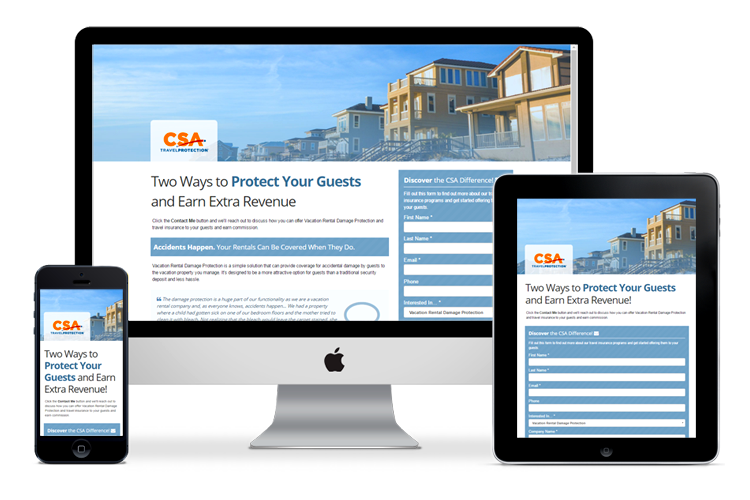 CSA
TRAVELPROTECTION
Two Ways to Protect Your Guests
and Earn Extra Revenue
Click the Contact Me button and we'll reach out to discuss how you can offer Vacation Rental Damage Protection and
travel insurance to your guests and earn commission.
Accidents Happen. Your Rentals Can Be Covered When They Do.
Vacation Rental Damage Protection is a simple solution that can provide coverage for accidental damage by guests to
the vacation property you manage. It's designed to be a more attractive option for guests than a traditional security
deposit and less hassle.
The damage protection is a huge part of our functionality as we are a vacation
rental company and, as everyone knows, accidents happen... We had a property
where a child had gotten sick on one of our bedroom floors and the mother tried to
Discover the CSA Difference!
Fill out this form to find out more about our
insurance programs and get started offering
your guests:
First Name *
Last Name *
Email *
Phone
Interested In... *
Vacation Rental Damage Protection
CSA
TRAVELPROTECTION
Two Ways to
Protect Your
Guests and Earn
Extra Revenue!
Click the Contact Me button and we'll reach out to
discuss how you can offer Vacation Rental Damage
Protection and travel insurance to your guests and
earn commission.
Discover the CSA Difference!
CSA
TRAVELPROTECTION
Two Ways to Protect Your Guests
and Earn Extra Revenue!
Click the Contact Me button and we'll reach out to discuss how you can offer Vacation Rental Damage Protection
and travel insurance to your guests and earn commission.
Discover the CSA Difference!
Fill out this form to find out more about our travel insurance programs and get started offering them to your
guests:
First Name *
Last Name *
Email *
Phone
Interested In... *
Vacation Rental Damage Protection
Company Name *